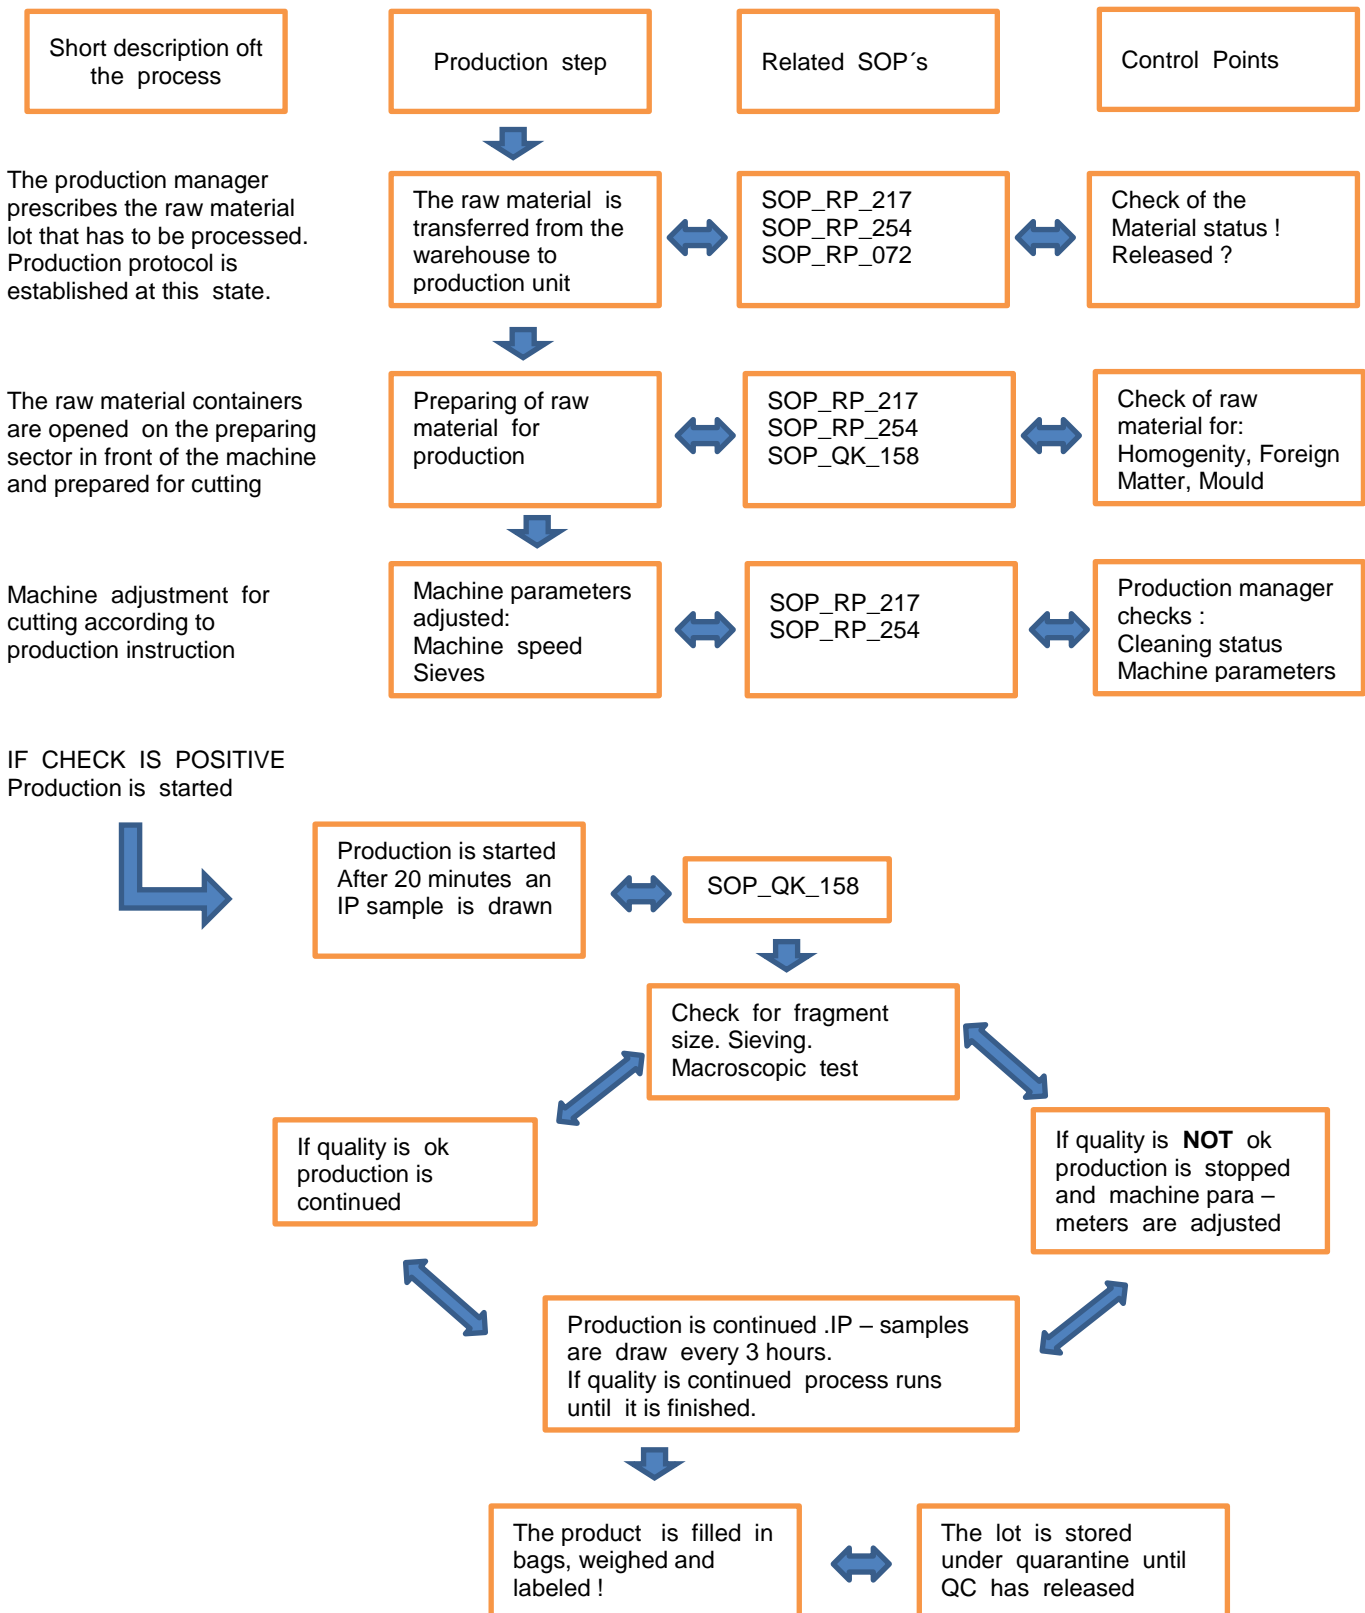 Short description oft
the process
Production step
Related SOP´s
Control Points
The production manager
prescribes the raw material
lot that has to be processed.
Production protocol is
established at this state.
The raw material is
transferred from the
warehouse to
production unit
SOP_RP_217
SOP_RP_254
SOP_RP_072
Check of the
Material status !
Released ?
The raw material containers
are opened on the preparing
sector in front of the machine
and prepared for cutting
Preparing of raw
material for
production
SOP_RP_217
SOP_RP_254
SOP_QK_158
Check of raw
material for:
Homogenity, Foreign
Matter, Mould
Machine adjustment for
cutting according to
production instruction
Machine parameters
adjusted:
Machine speed
Sieves
SOP_RP_217
SOP_RP_254
Production manager
checks :
Cleaning status
Machine parameters
IF CHECK IS POSITIVE
Production is started
Production is started
After 20 minutes an
IP sample is drawn
SOP_QK_158
Check for fragment
size. Sieving.
Macroscopic test
If quality is ok
production is
continued
If quality is NOT ok
production is stopped
and machine para –
meters are adjusted
Production is continued .IP – samples
are draw every 3 hours.
If quality is continued process runs
until it is finished.
The product is filled in
bags, weighed and
labeled !
The lot is stored
under quarantine until
QC has released